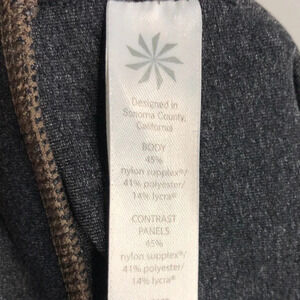 Designed in
Sonoma County,
California
BODY
45%
nylon supplex®/
41% polyester/
14% lycra®
CONTRAST
PANELS
45%
nylon supplex®/
41% polyester/
14% lycra®